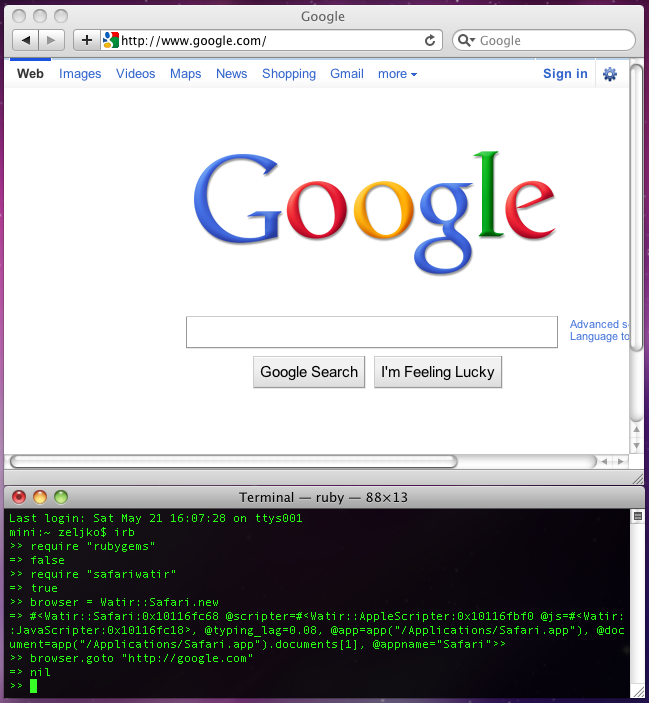 Google
http://www.google.com/
Google
Web Images Videos Maps News Shopping Gmail more Sign in
Google
Advanced s
Language to
Google Search I'm Feeling Lucky
Terminal — ruby — 88×13
Last login: Sat May 21 16:07:28 on ttys001
mini:~ zeljko$ irb
>> require "rubygems"
=> false
>> require "safariwatir"
=> true
>> browser = Watir::Safari.new
=> #<Watir::Safari:0x10116fc68 @scripter=#<Watir::AppleScripter:0x10116fbf0 @js=#<Watir:
:JavaScripter:0x10116fc18>, @typing_lag=0.08, @app=app("/Applications/Safari.app"), @doc
ument=app("/Applications/Safari.app").documents[1], @appname="Safari">>
>> browser.goto "http://google.com"
=> nil
>>